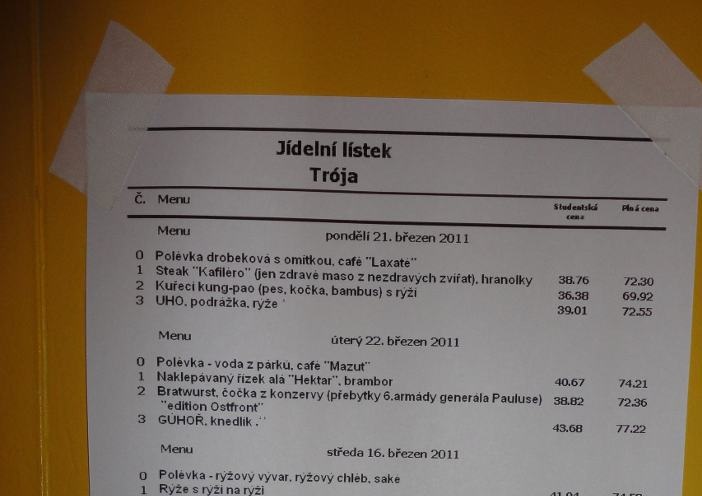 Jídelní lístek
Trója
Č. Menu Studentská cena Plná cena
Menu pondělí 21. březen 2011
0 Polévka drobeková s omítkou, café "Laxaté"
1 Steak "Kafiléro" (jen zdravé maso z nezdravých zvířat), hranolky 38.76 72.30
2 Kuřecí kung-pao (pes, kočka, bambus) s rýží 36.38 69.92
3 UHO, podrážka, rýže 39.01 72.55
Menu úterý 22. březen 2011
0 Polévka - voda z párků, café "Mazut"
1 Naklepávaný řízek alá "Hektar", brambor 40.67 74.21
2 Bratwurst, čočka z konzervy (přebytky 6.armády generála Pauluse) 38.82 72.36
"edition Ostfront"
3 GUHOŘ, knedlík 43.68 77.22
Menu středa 16. březen 2011
0 Polévka - rýžový vývar, rýžový chléb, saké
1 Rýže s rýží na rýži